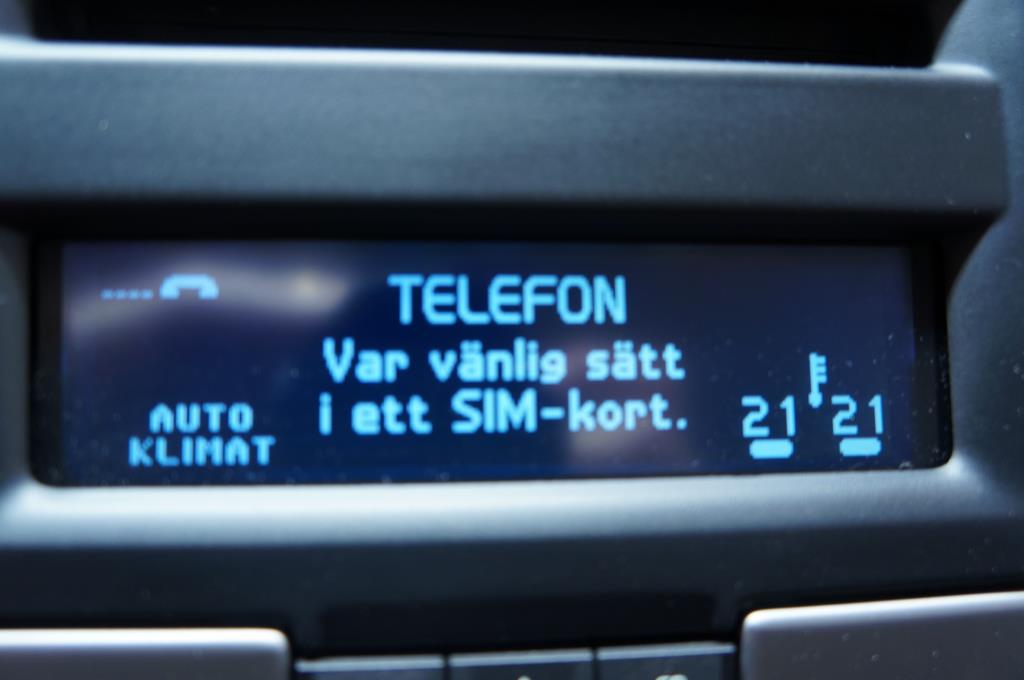 TELEFON
Var vänlig sätt
i ett SIM-kort.
AUTO
KLIMAT
21 21